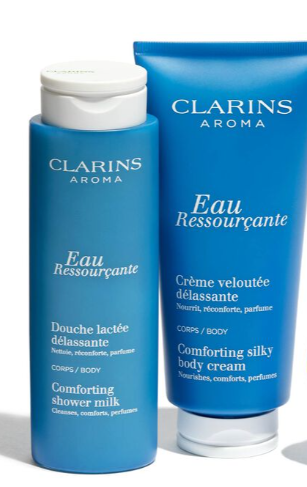 CLARINS
AROMA
Eau
Ressourçante
Douche lactée
délassante
Nettoie, réconforte, parfume
CORPS / BODY
Comforting
shower milk
Cleanses, comforts, perfumes
CLARINS
AROMA
Eau
Ressourçante
Crème veloutée
délassante
Nourrit, réconforte, parfume
CORPS / BODY
Comforting silky
body cream
Nourishes, comforts, perfumes